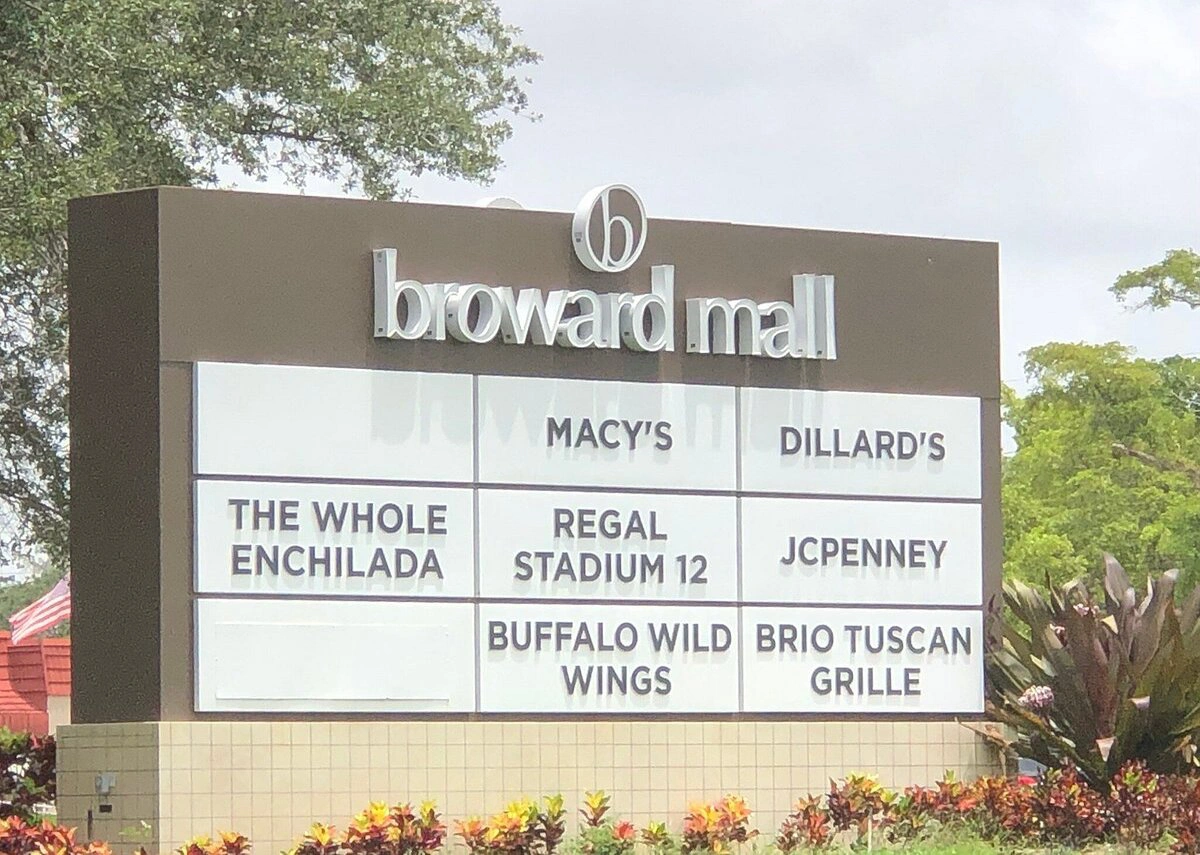 b
broward mall
MACY'S
DILLARD'S
THE WHOLE
ENCHILADA
REGAL
STADIUM 12
JCPENNEY
BUFFALO WILD
WINGS
BRIO TUSCAN
GRILLE